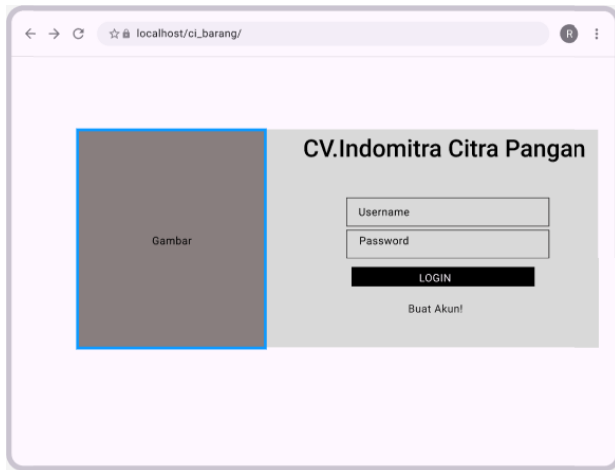 localhost/ci_barang/
R
CV.Indomitra Citra Pangan
Gambar
Username
Password
LOGIN
Buat Akun!